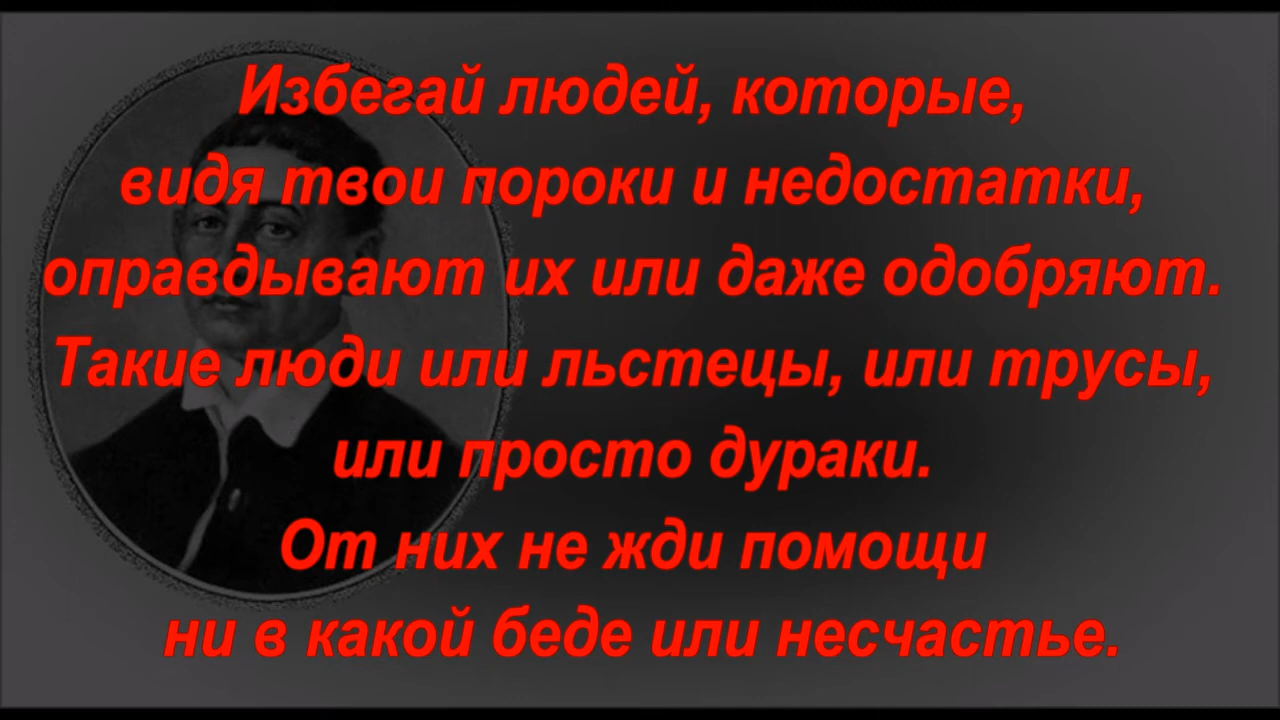 Избегай людей, которые,
видя твои пороки и недостатки,
оправдывают их или даже одобряют.
Такие люди или льстецы, или трусы,
или просто дураки.
От них не жди помощи
ни в какой беде или несчастье.